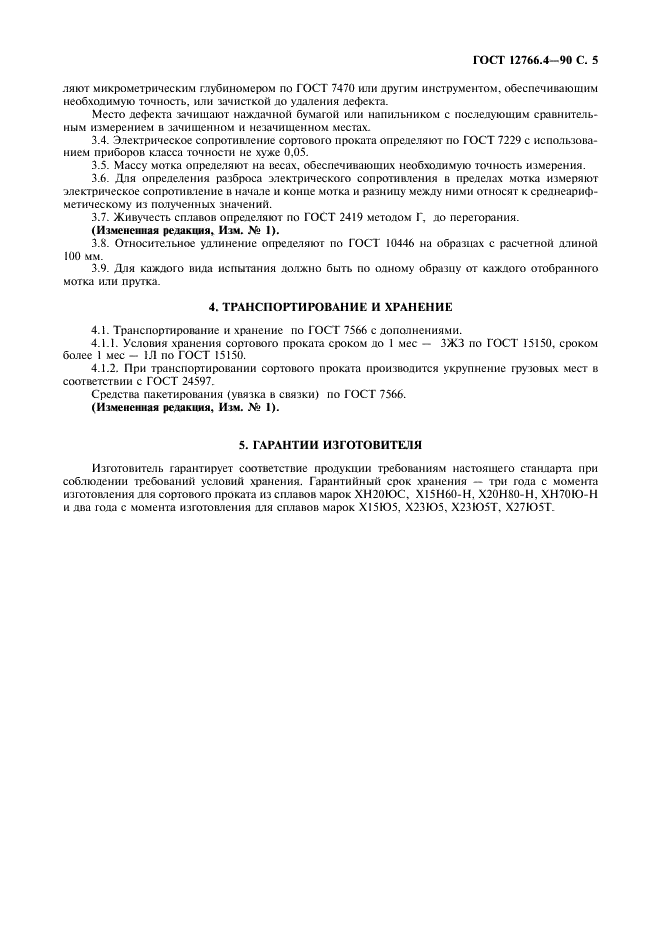 ГОСТ 12766.4—90 С. 5
ляют микрометрическим глубиномером по ГОСТ 7470 или другим инструментом, обеспечивающим
необходимую точность, или зачисткой до удаления дефекта.
Место дефекта зачищают наждачной бумагой или напильником с последующим сравнитель-
ным измерением в зачищенном и незачищенном местах.
3.4. Электрическое сопротивление сортового проката определяют по ГОСТ 7229 с использова-
нием приборов класса точности не хуже 0,05.
3.5. Массу мотка определяют на весах, обеспечивающих необходимую точность измерения.
3.6. Для определения разброса электрического сопротивления в пределах мотка измеряют
электрическое сопротивление в начале и конце мотка и разницу между ними относят к среднеариф-
метическому из полученных значений.
3.7. Живучесть сплавов определяют по ГОСТ 2419 методом Г, до перегорания.
(Измененная редакция, Изм. № 1).
3.8. Относительное удлинение определяют по ГОСТ 10446 на образцах с расчетной длиной
100 мм.
3.9. Для каждого вида испытания должно быть по одному образцу от каждого отобранного
мотка или прутка.
4. ТРАНСПОРТИРОВАНИЕ И ХРАНЕНИЕ
4.1. Транспортирование и хранение по ГОСТ 7566 с дополнениями.
4.1.1. Условия хранения сортового проката сроком до 1 мес — 3ЖЗ по ГОСТ 15150, сроком
более 1 мес — 1Л по ГОСТ 15150.
4.1.2. При транспортировании сортового проката производится укрупнение грузовых мест в
соответствии с ГОСТ 24597.
Средства пакетирования (увязка в связки) по ГОСТ 7566.
(Измененная редакция, Изм. № 1).
5. ГАРАНТИИ ИЗГОТОВИТЕЛЯ
Изготовитель гарантирует соответствие продукции требованиям настоящего стандарта при
соблюдении требований условий хранения. Гарантийный срок хранения — три года с момента
изготовления для сортового проката из сплавов марок ХН20ЮС, Х15Н60-Н, Х20Н80-Н, ХН70Ю-Н
и два года с момента изготовления для сплавов марок Х15Ю5, Х23Ю5, Х23Ю5Т, Х27Ю5Т.